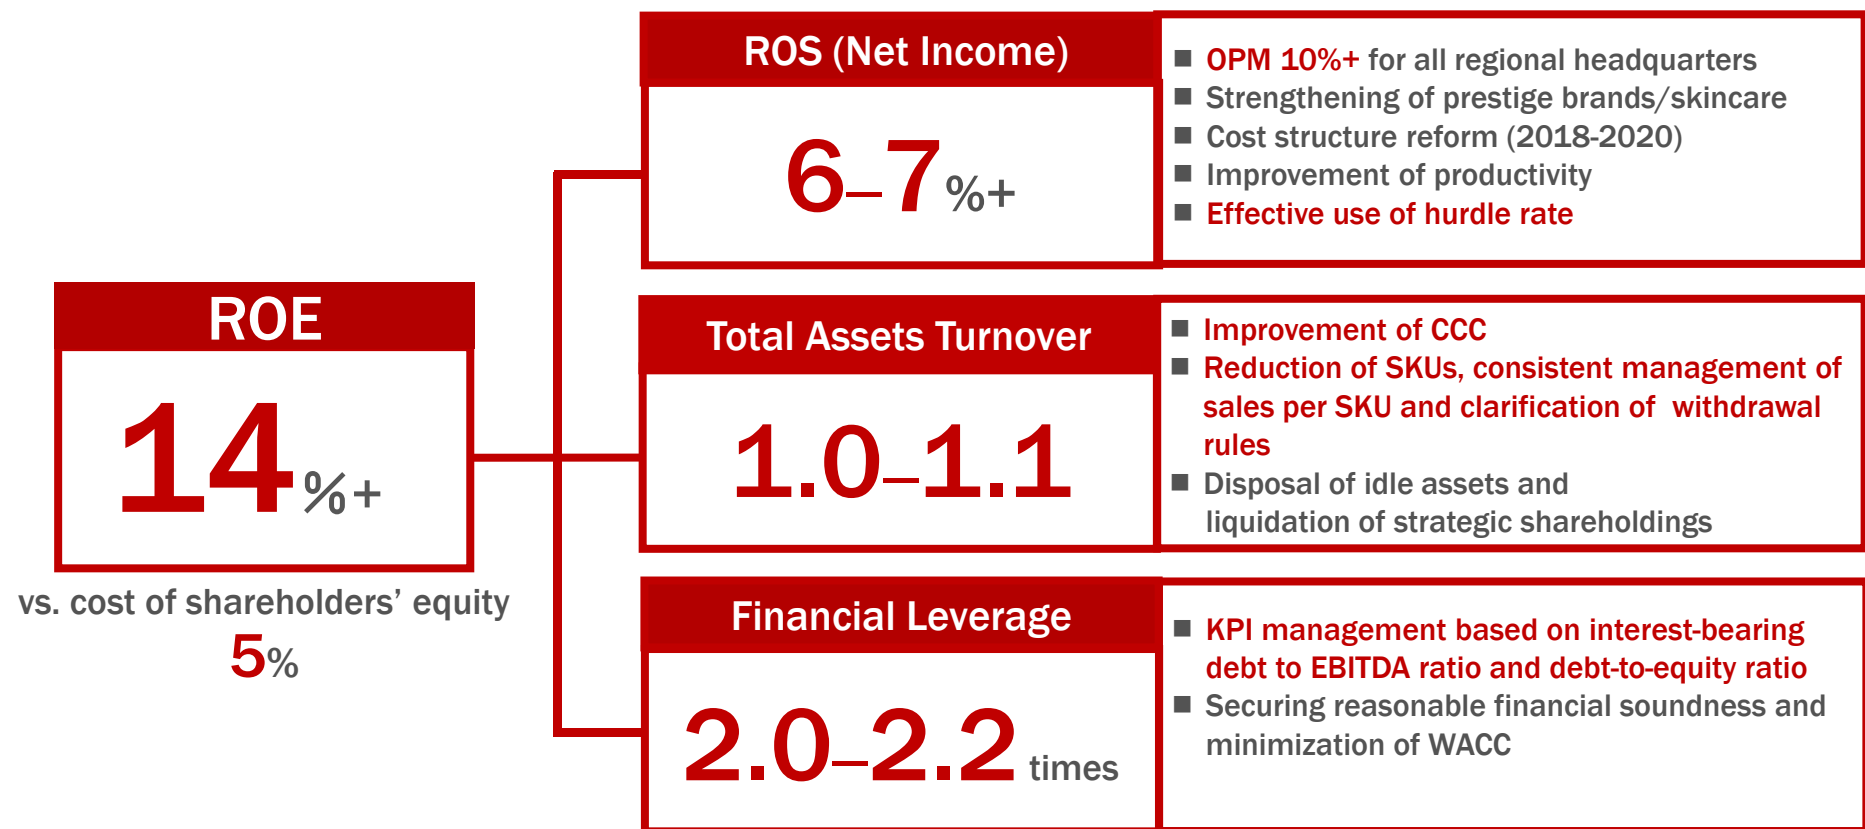 ROE
14%+
vs. cost of shareholders’ equity
5%
ROS (Net Income)
6–7%+
■ OPM 10%+ for all regional headquarters
■ Strengthening of prestige brands/skincare
■ Cost structure reform (2018-2020)
■ Improvement of productivity
■ Effective use of hurdle rate
Total Assets Turnover
1.0–1.1
■ Improvement of CCC
■ Reduction of SKUs, consistent management of
sales per SKU and clarification of withdrawal
rules
■ Disposal of idle assets and
liquidation of strategic shareholdings
Financial Leverage
2.0–2.2 times
■ KPI management based on interest-bearing
debt to EBITDA ratio and debt-to-equity ratio
■ Securing reasonable financial soundness and
minimization of WACC